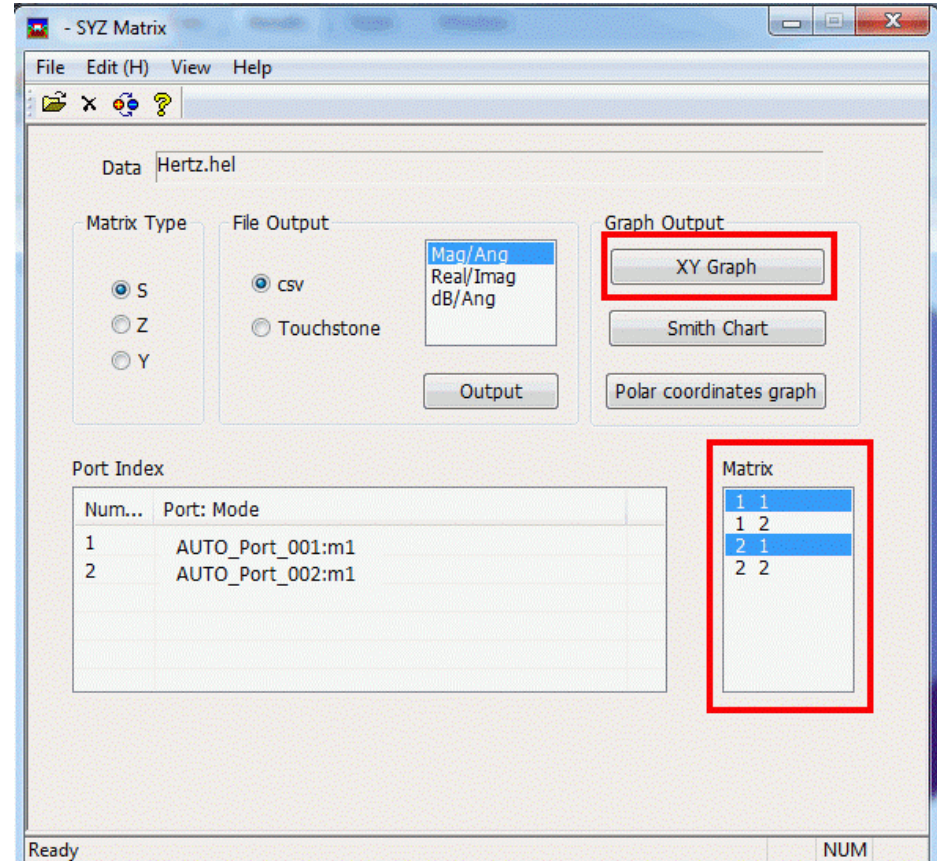 - SYZ Matrix
File Edit (H) View Help
Data Hertz.hel
Matrix Type
S
Z
Y
File Output
csv
Touchstone
Mag/Ang
Real/Imag
dB/Ang
Output
Graph Output
XY Graph
Smith Chart
Polar coordinates graph
Port Index
Num... Port: Mode
1 AUTO_Port_001:m1
2 AUTO_Port_002:m1
Matrix
1 1
1 2
2 1
2 2
Ready NUM